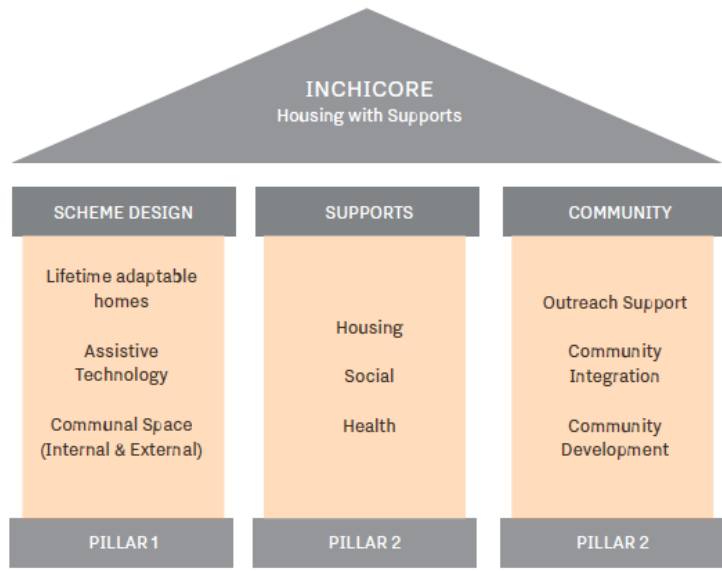 INCHICORE
Housing with Supports
SCHEME DESIGN
Lifetime adaptable
homes
Assistive
Technology
Communal Space
(Internal & External)
PILLAR 1
SUPPORTS
Housing
Social
Health
PILLAR 2
COMMUNITY
Outreach Support
Community
Integration
Community
Development
PILLAR 2